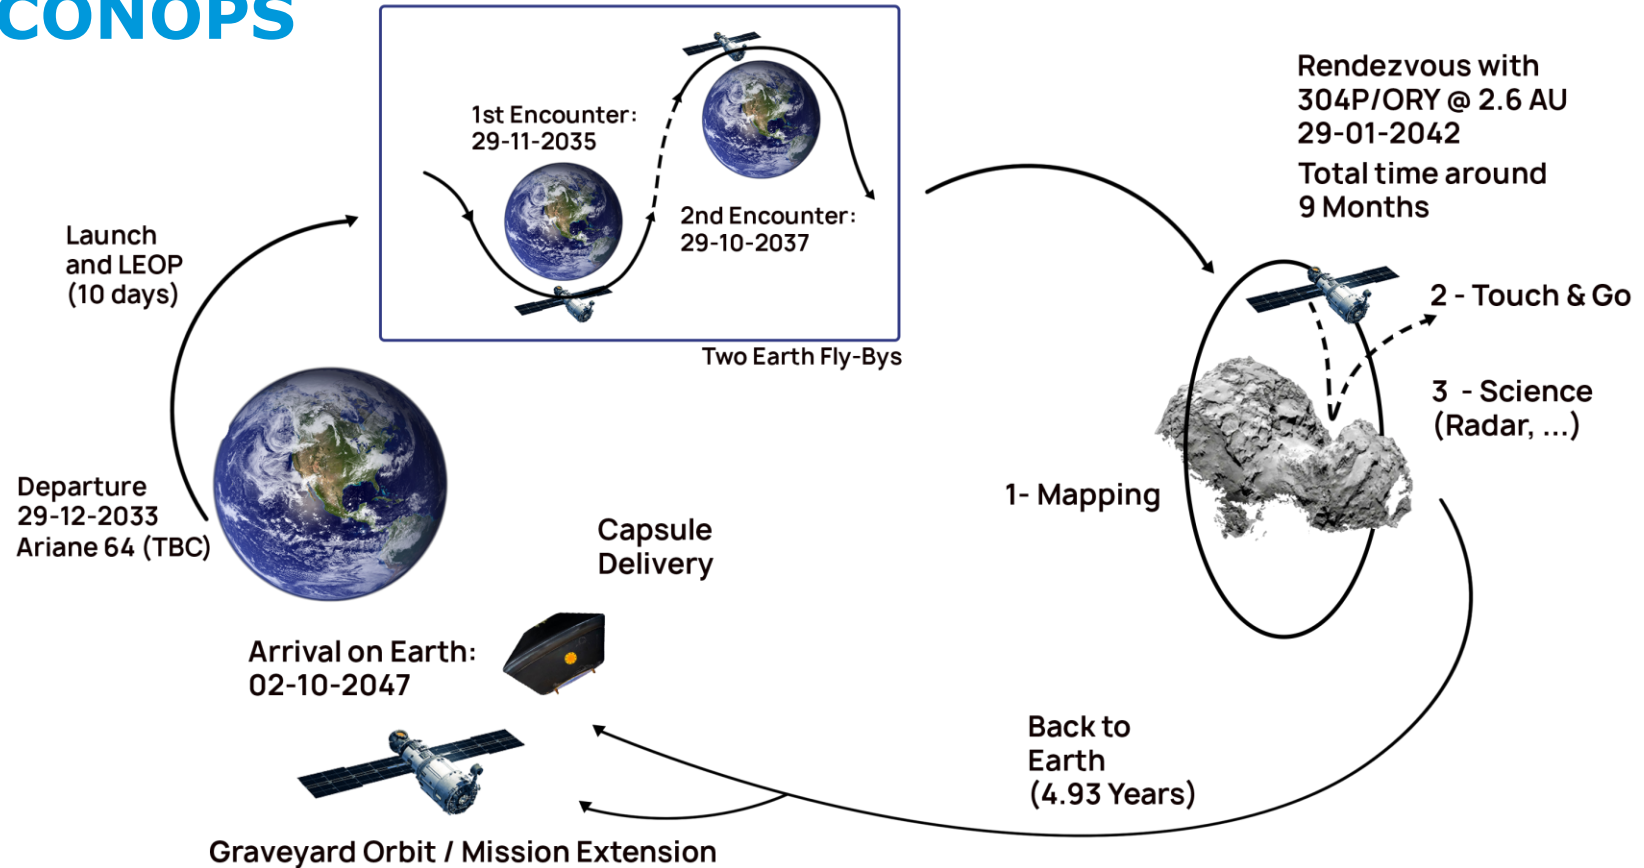 CONOPS
1st Encounter:
29-11-2035
2nd Encounter:
29-10-2037
Two Earth Fly-Bys
Launch
and LEOP
(10 days)
Departure
29-12-2033
Ariane 64 (TBC)
Rendezvous with
304P/ORY @ 2.6 AU
29-01-2042
Total time around
9 Months
2 - Touch & Go
3 - Science
(Radar, ...)
1- Mapping
Capsule
Delivery
Arrival on Earth:
02-10-2047
Back to
Earth
(4.93 Years)
Graveyard Orbit / Mission Extension